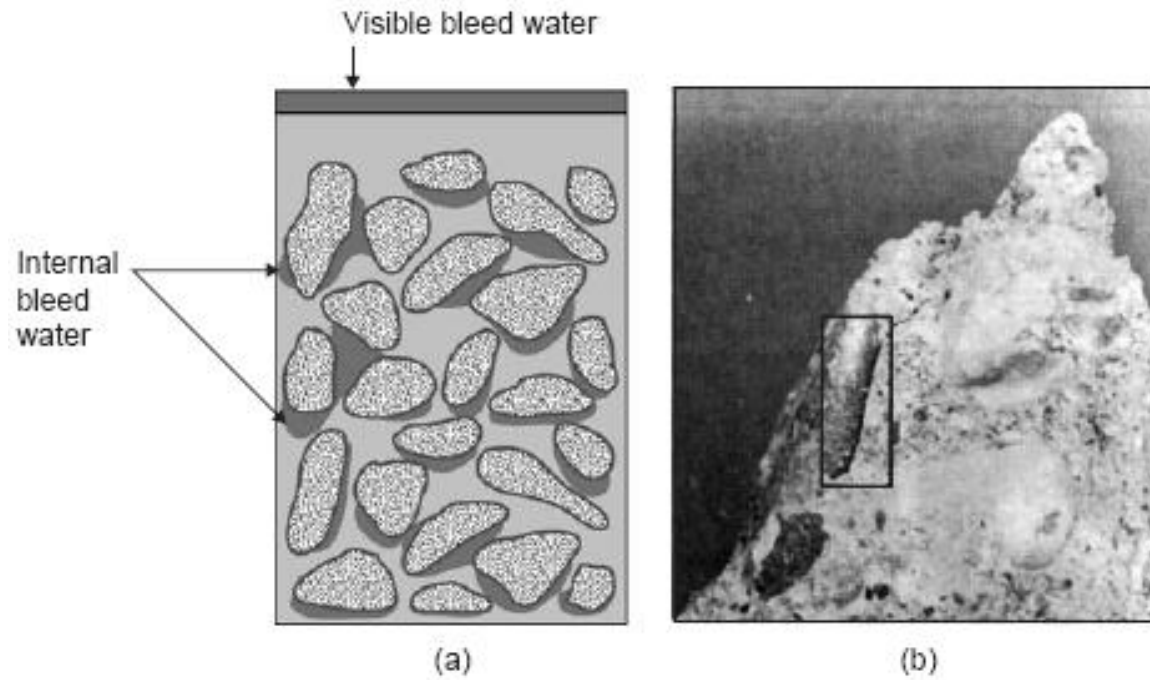 Visible bleed water
Internal
bleed
water
(a)
(b)